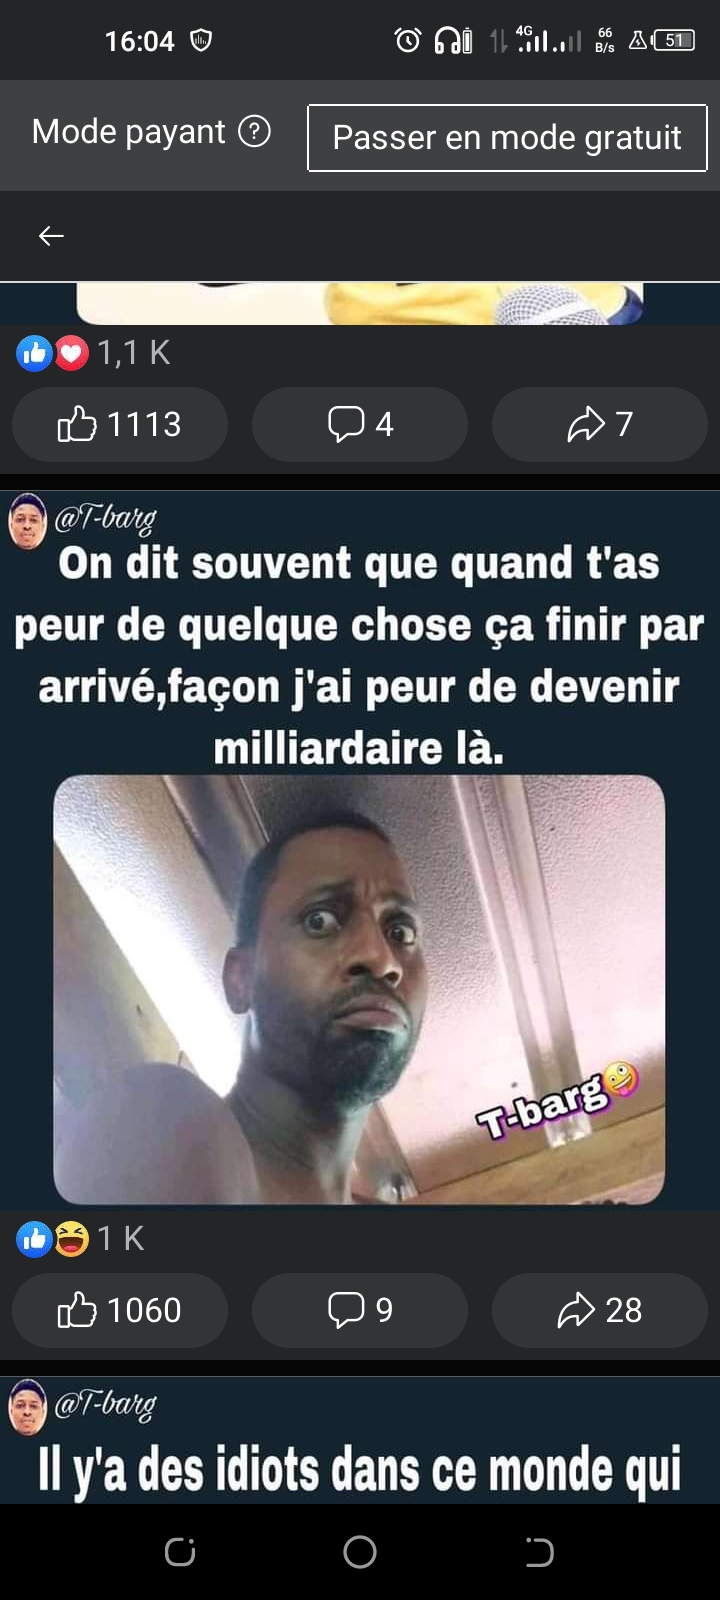 16:04
4G
66
B/s
51
Mode payant ?
Passer en mode gratuit
1,1 K
1113
4
7
@T-barg
On dit souvent que quand t'as
peur de quelque chose ça finir par
arrivé,façon j'ai peur de devenir
milliardaire là.
T-barg
1 K
1060
9
28
@T-barg
Il y'a des idiots dans ce monde qui